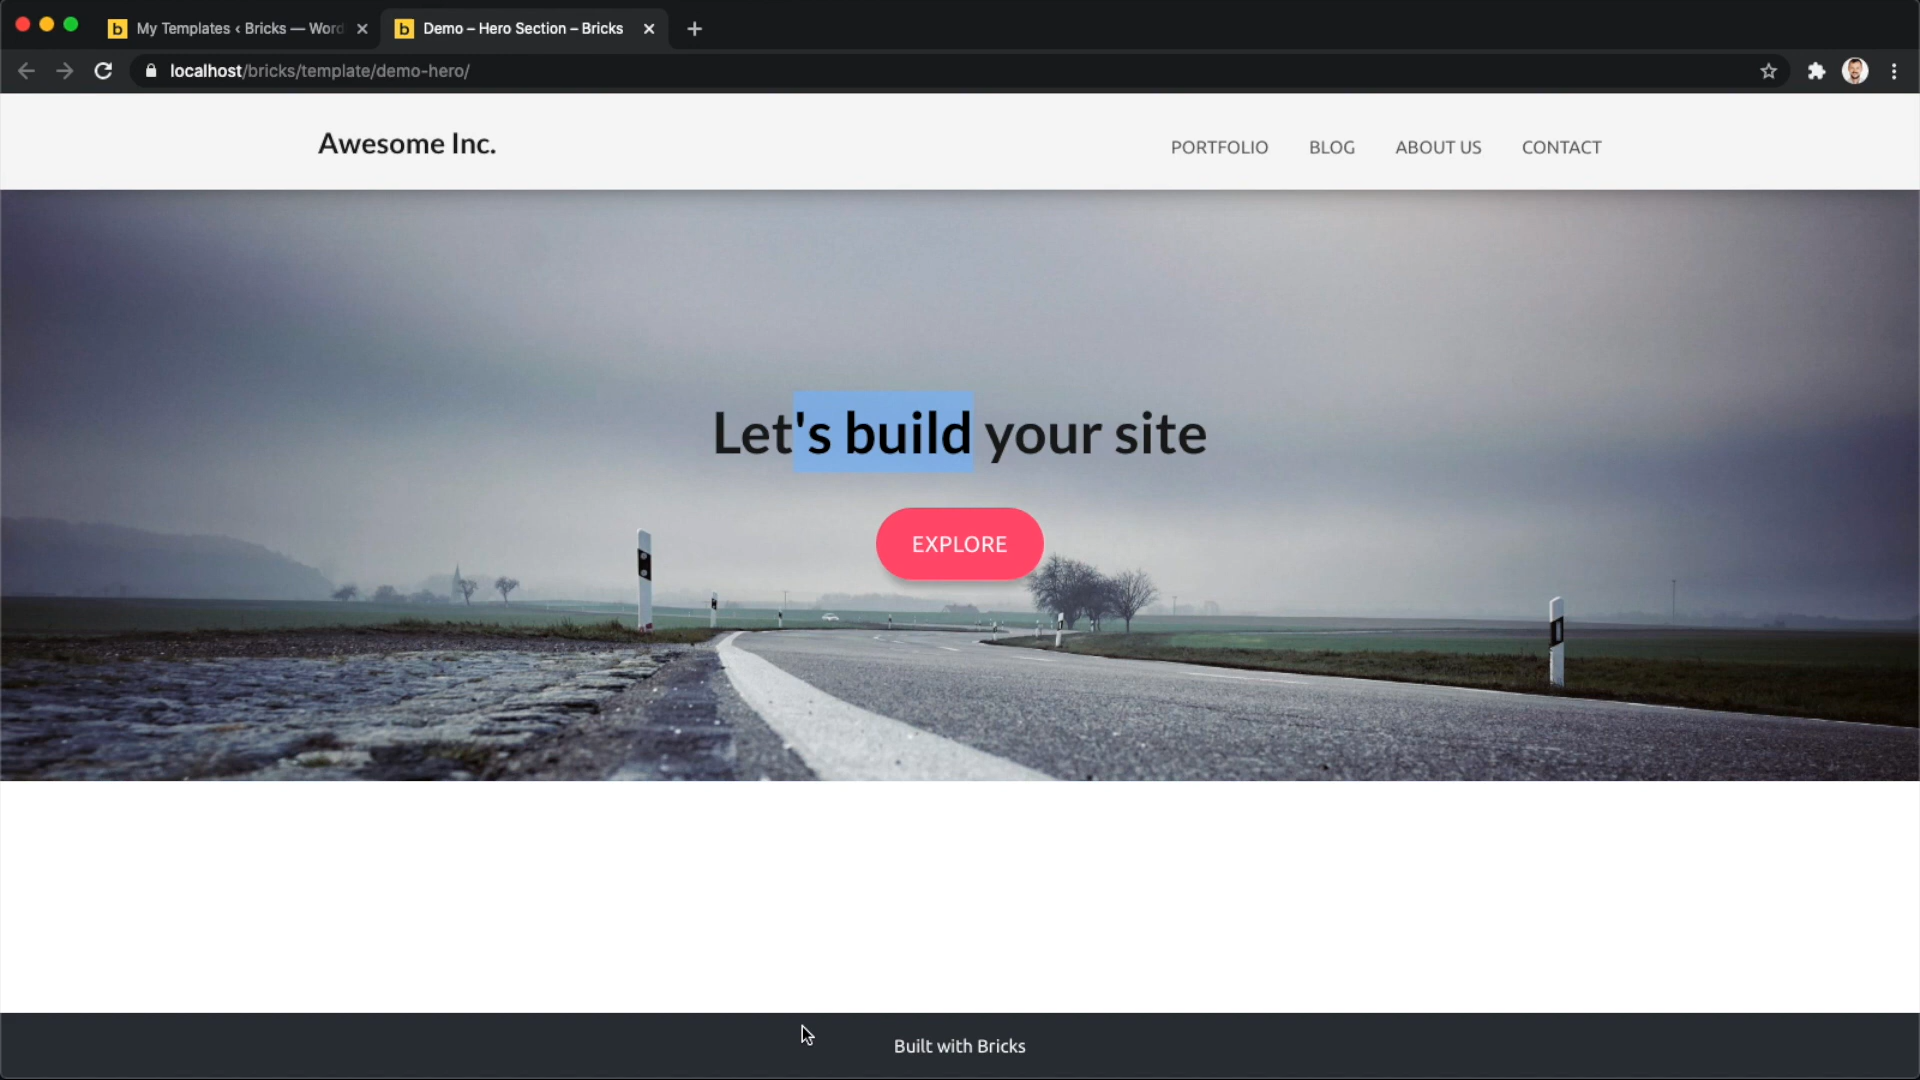 My Templates ‹ Bricks — Word
Demo – Hero Section – Bricks
localhost/bricks/template/demo-hero/
Awesome Inc.
PORTFOLIO
BLOG
ABOUT US
CONTACT
Let's build your site
EXPLORE
Built with Bricks